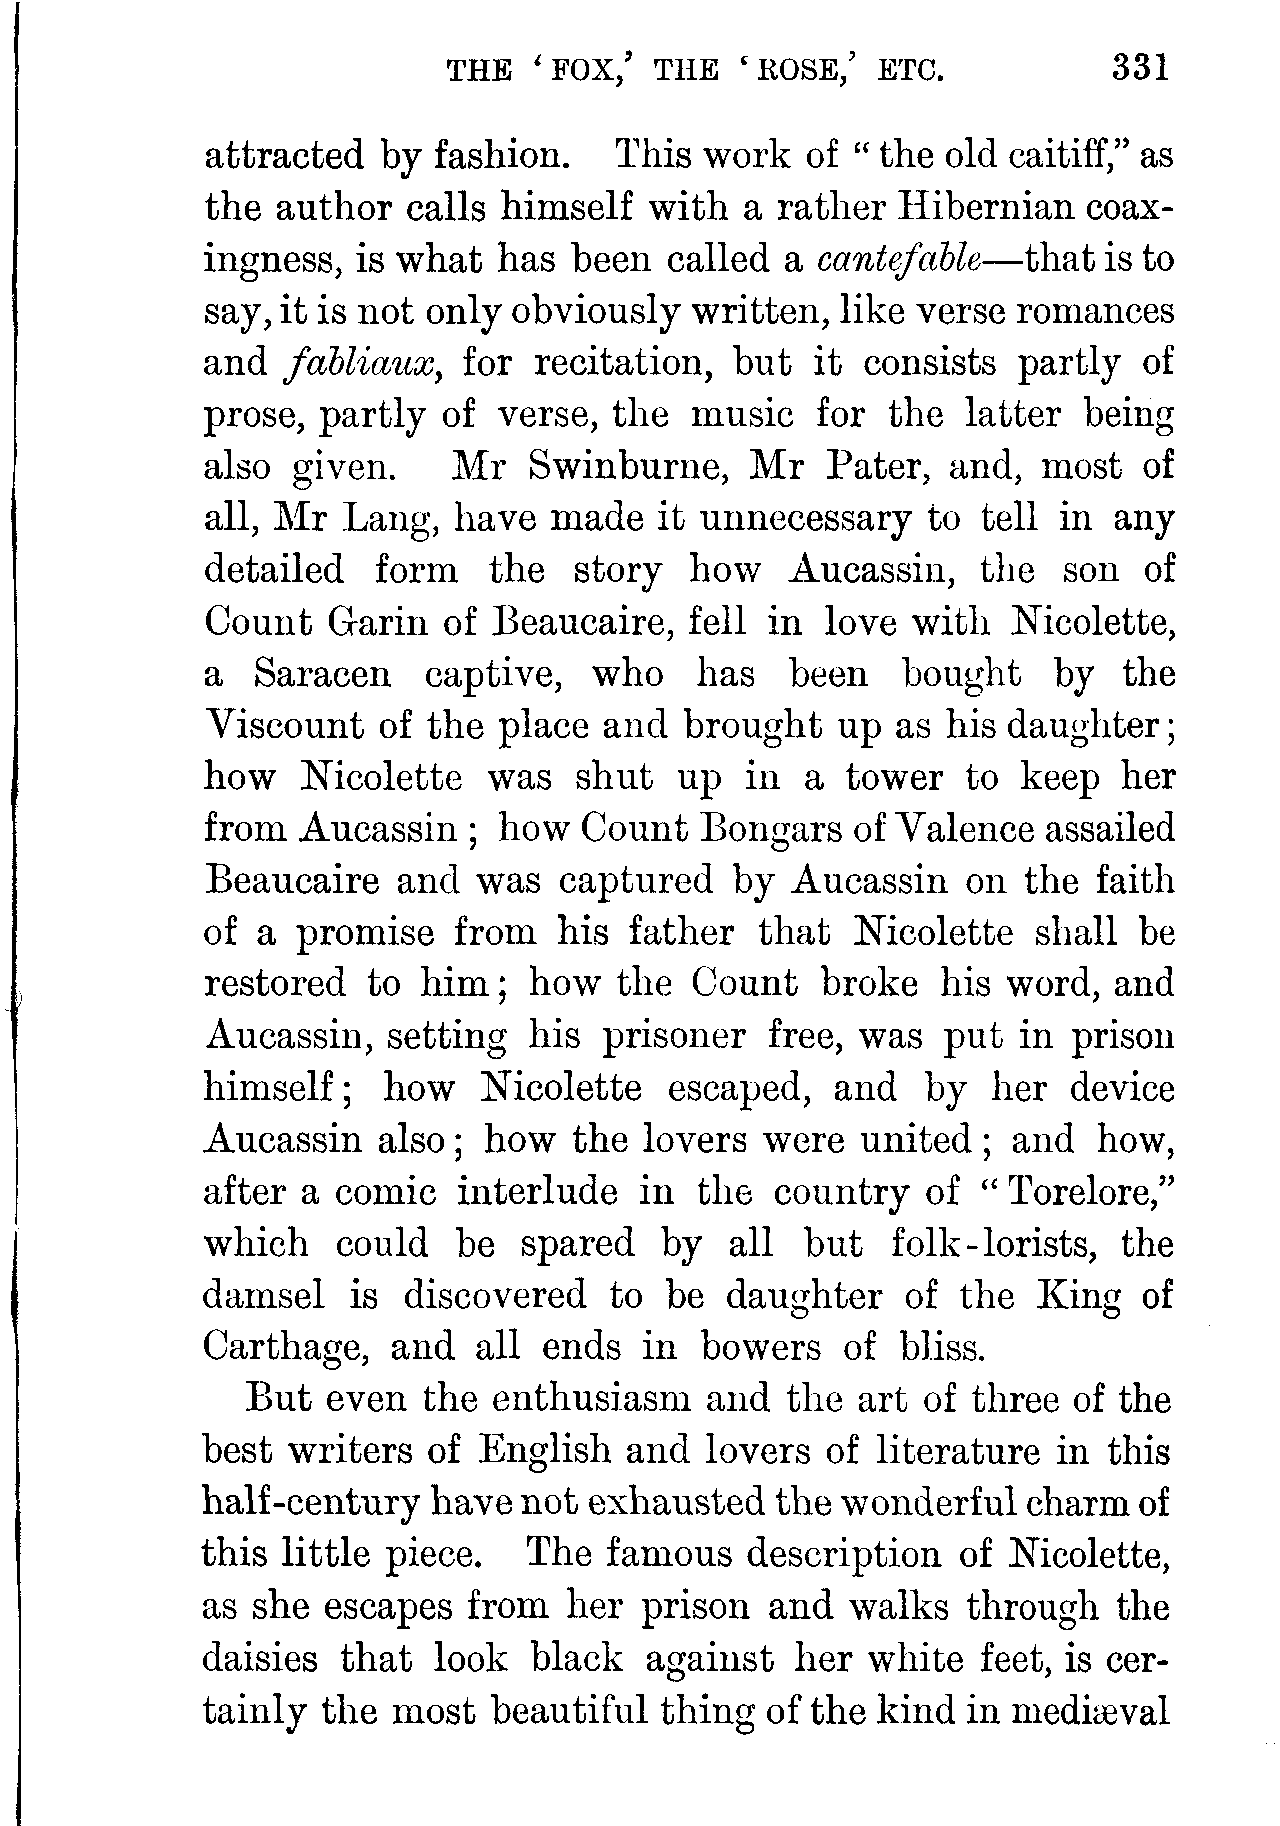 THE ‘FOX,’ THE ‘ROSE,’ ETC. 331
attracted by fashion. This work of “the old caitiff,” as
the author calls himself with a rather Hibernian coax-
ingness, is what has been called a cantefable—that is to
say, it is not only obviously written, like verse romances
and fabliaux, for recitation, but it consists partly of
prose, partly of verse, the music for the latter being
also given. Mr Swinburne, Mr Pater, and, most of
all, Mr Lang, have made it unnecessary to tell in any
detailed form the story how Aucassin, the son of
Count Garin of Beaucaire, fell in love with Nicolette,
a Saracen captive, who has been bought by the
Viscount of the place and brought up as his daughter;
how Nicolette was shut up in a tower to keep her
from Aucassin; how Count Bongars of Valence assailed
Beaucaire and was captured by Aucassin on the faith
of a promise from his father that Nicolette shall be
restored to him; how the Count broke his word, and
Aucassin, setting his prisoner free, was put in prison
himself; how Nicolette escaped, and by her device
Aucassin also; how the lovers were united; and how,
after a comic interlude in the country of “Torelore,”
which could be spared by all but folk-lorists, the
damsel is discovered to be daughter of the King of
Carthage, and all ends in bowers of bliss.
But even the enthusiasm and the art of three of the
best writers of English and lovers of literature in this
half-century have not exhausted the wonderful charm of
this little piece. The famous description of Nicolette,
as she escapes from her prison and walks through the
daisies that look black against her white feet, is cer-
tainly the most beautiful thing of the kind in mediæval